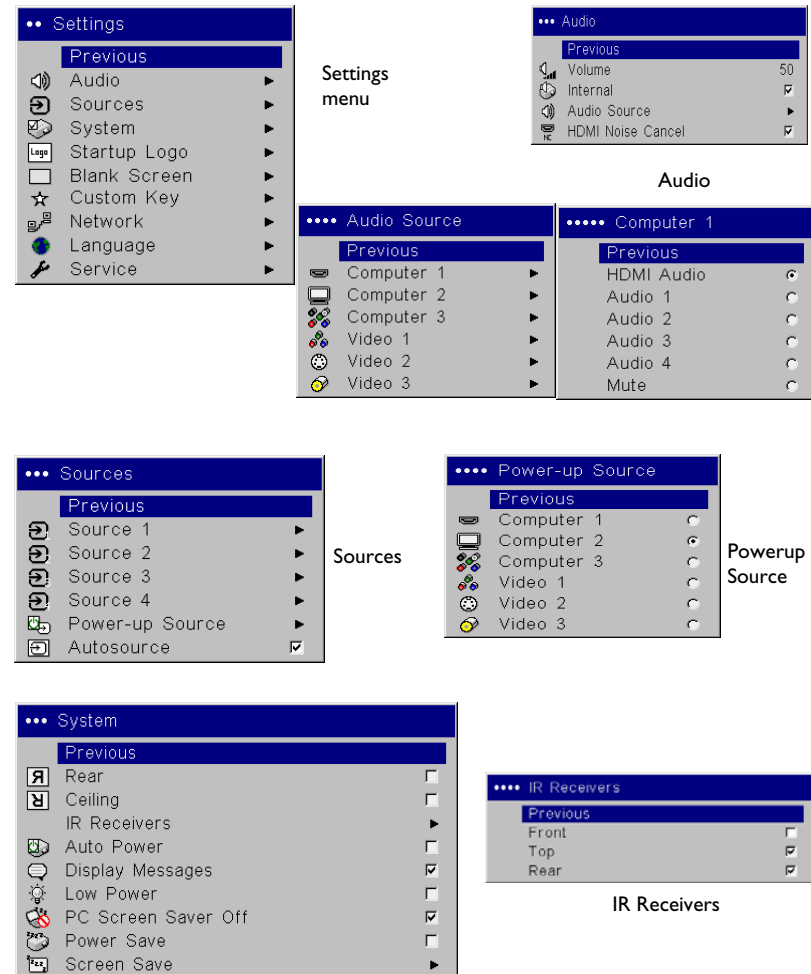 Settings
Previous
Audio
Sources
System
Logo Startup Logo
Blank Screen
Custom Key
Network
Language
Service
Settings
menu
Audio
Previous
Volume 50
Internal
Audio Source
NC HDMI Noise Cancel
Audio
Audio Source
Previous
Computer 1
Computer 2
Computer 3
Video 1
Video 2
Video 3
Computer 1
Previous
HDMI Audio
Audio 1
Audio 2
Audio 3
Audio 4
Mute
Sources
Previous
Source 1
Source 2
Source 3
Source 4
Power-up Source
Autosource
Sources
Power-up Source
Previous
Computer 1
Computer 2
Computer 3
Video 1
Video 2
Video 3
Powerup
Source
System
Previous
Rear
Ceiling
IR Receivers
Auto Power
Display Messages
Low Power
PC Screen Saver Off
Power Save
Screen Save
IR Receivers
Previous
Front
Top
Rear
IR Receivers